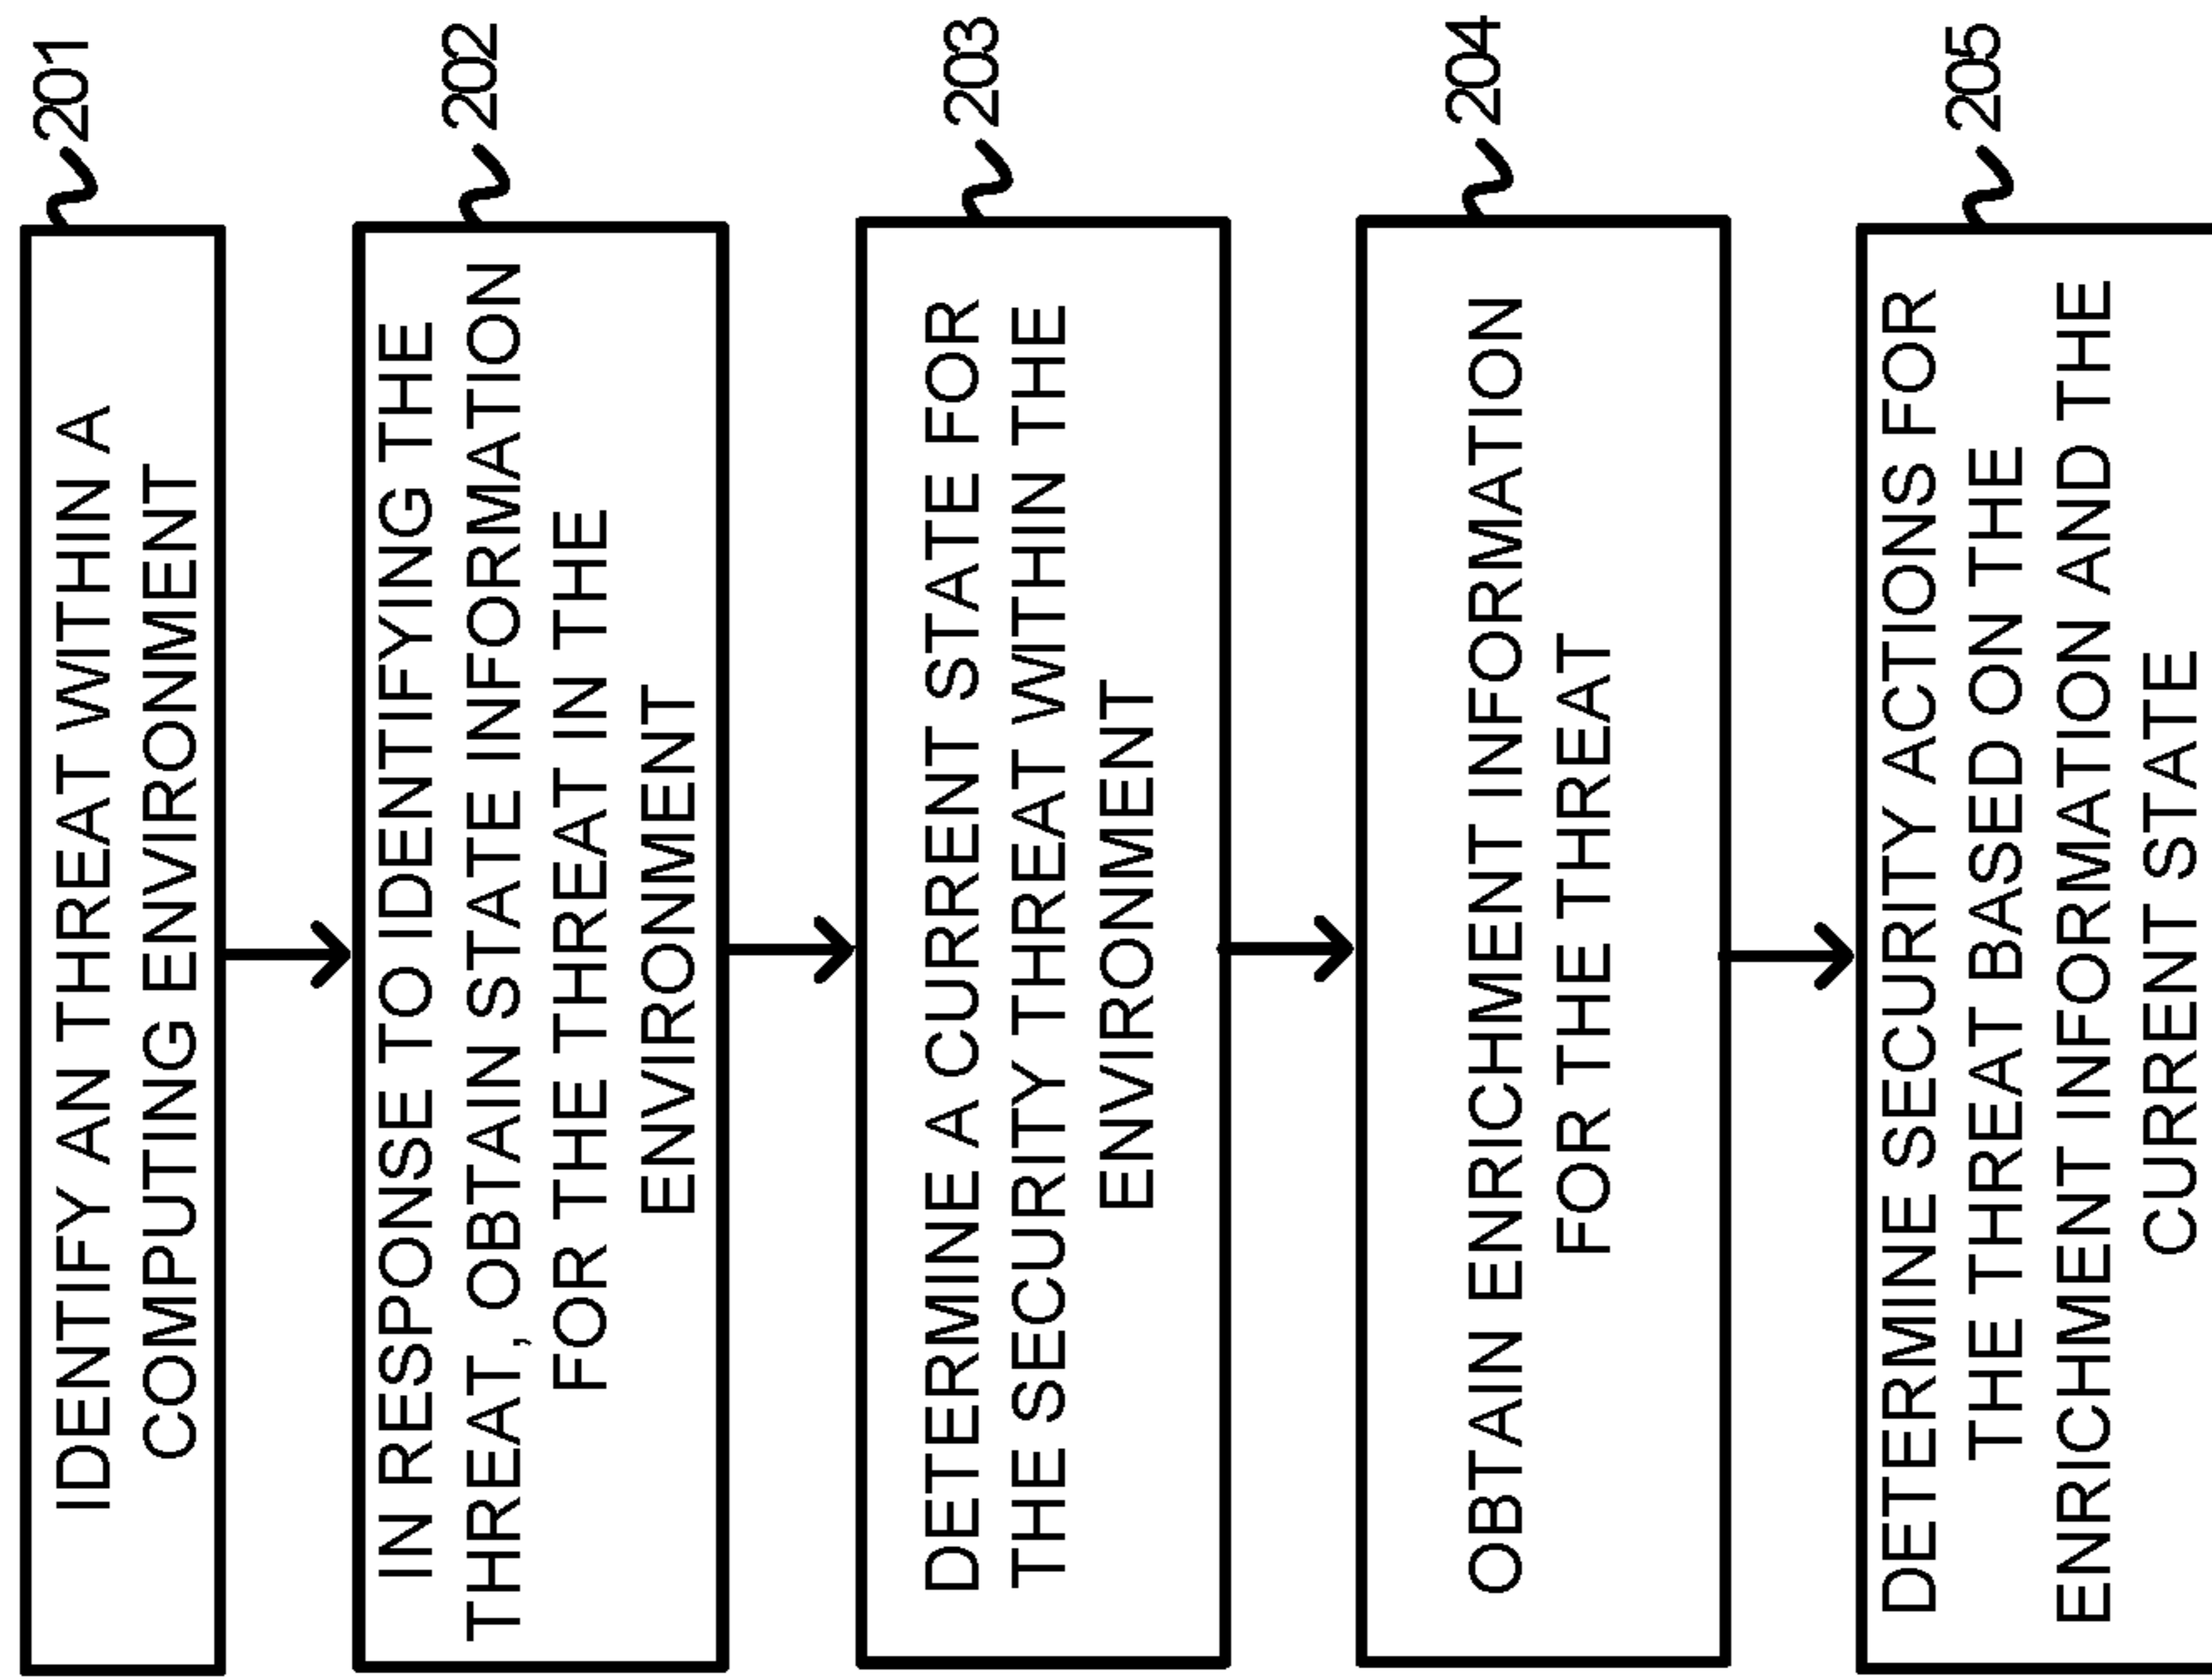 201
IDENTIFY AN THREAT WITHIN A
COMPUTING ENVIRONMENT
202
IN RESPONSE TO IDENTIFYING THE
THREAT, OBTAIN STATE INFORMATION
FOR THE THREAT IN THE
ENVIRONMENT
203
DETERMINE A CURRENT STATE FOR
THE SECURITY THREAT WITHIN THE
ENVIRONMENT
204
OBTAIN ENRICHMENT INFORMATION
FOR THE THREAT
205
DETERMINE SECURITY ACTIONS FOR
THE THREAT BASED ON THE
ENRICHMENT INFORMATION AND THE
CURRENT STATE